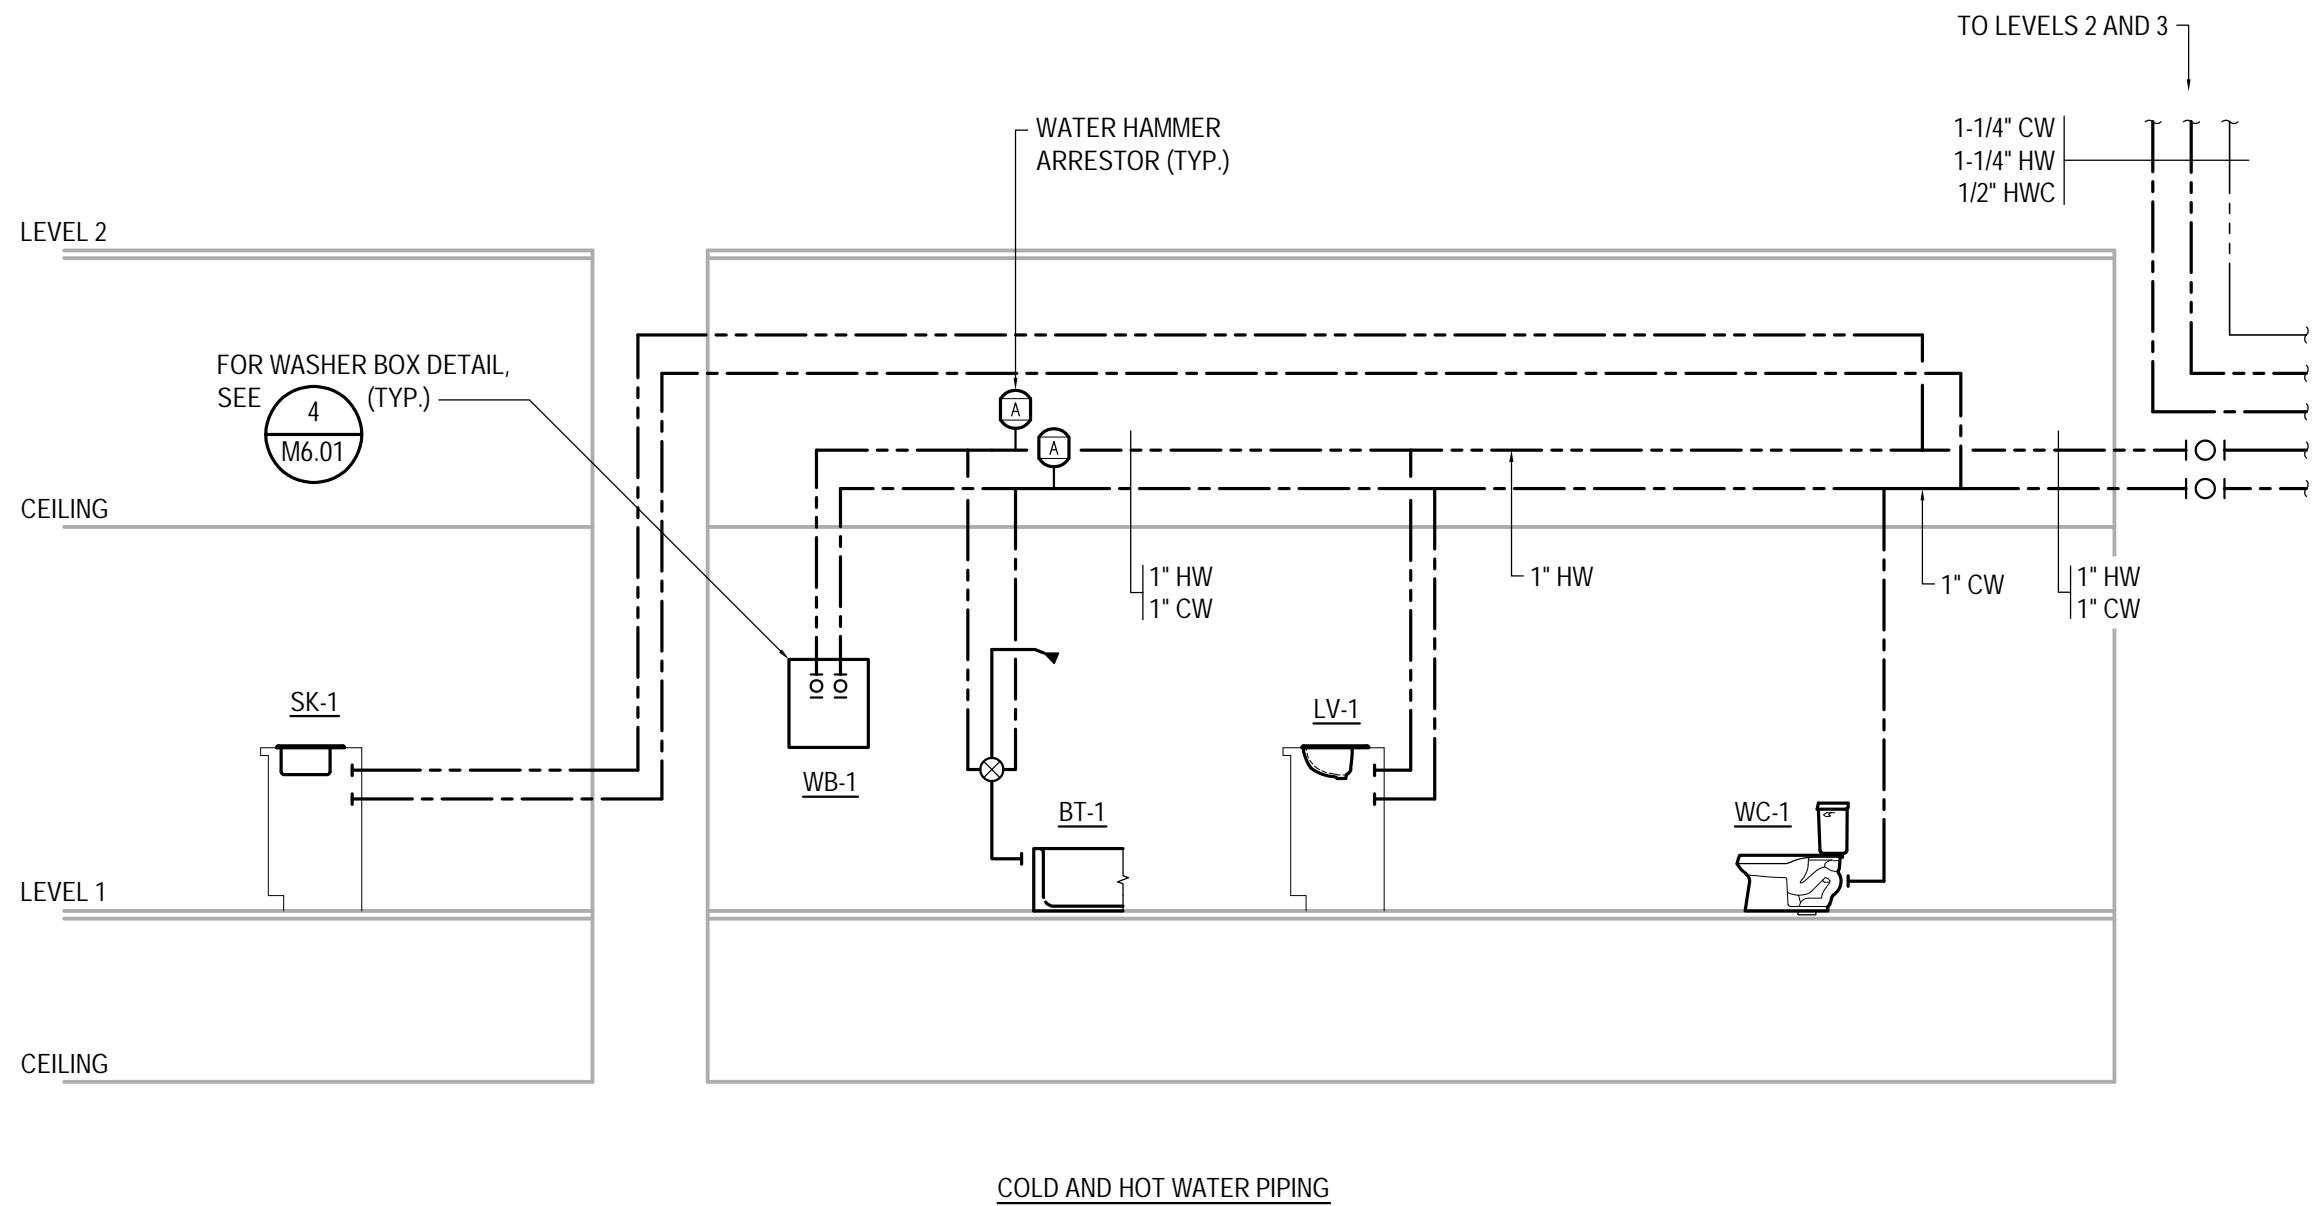 TO LEVELS 2 AND 3
1-1/4" CW
1-1/4" HW
1/2" HWC
WATER HAMMER
ARRESTOR (TYP.)
LEVEL 2
FOR WASHER BOX DETAIL,
SEE 4 (TYP.)
M6.01
A
A
CEILING
1" HW
1" CW
1" HW
1" CW
1" HW
1" CW
SK-1
WB-1
BT-1
LV-1
WC-1
LEVEL 1
CEILING
COLD AND HOT WATER PIPING